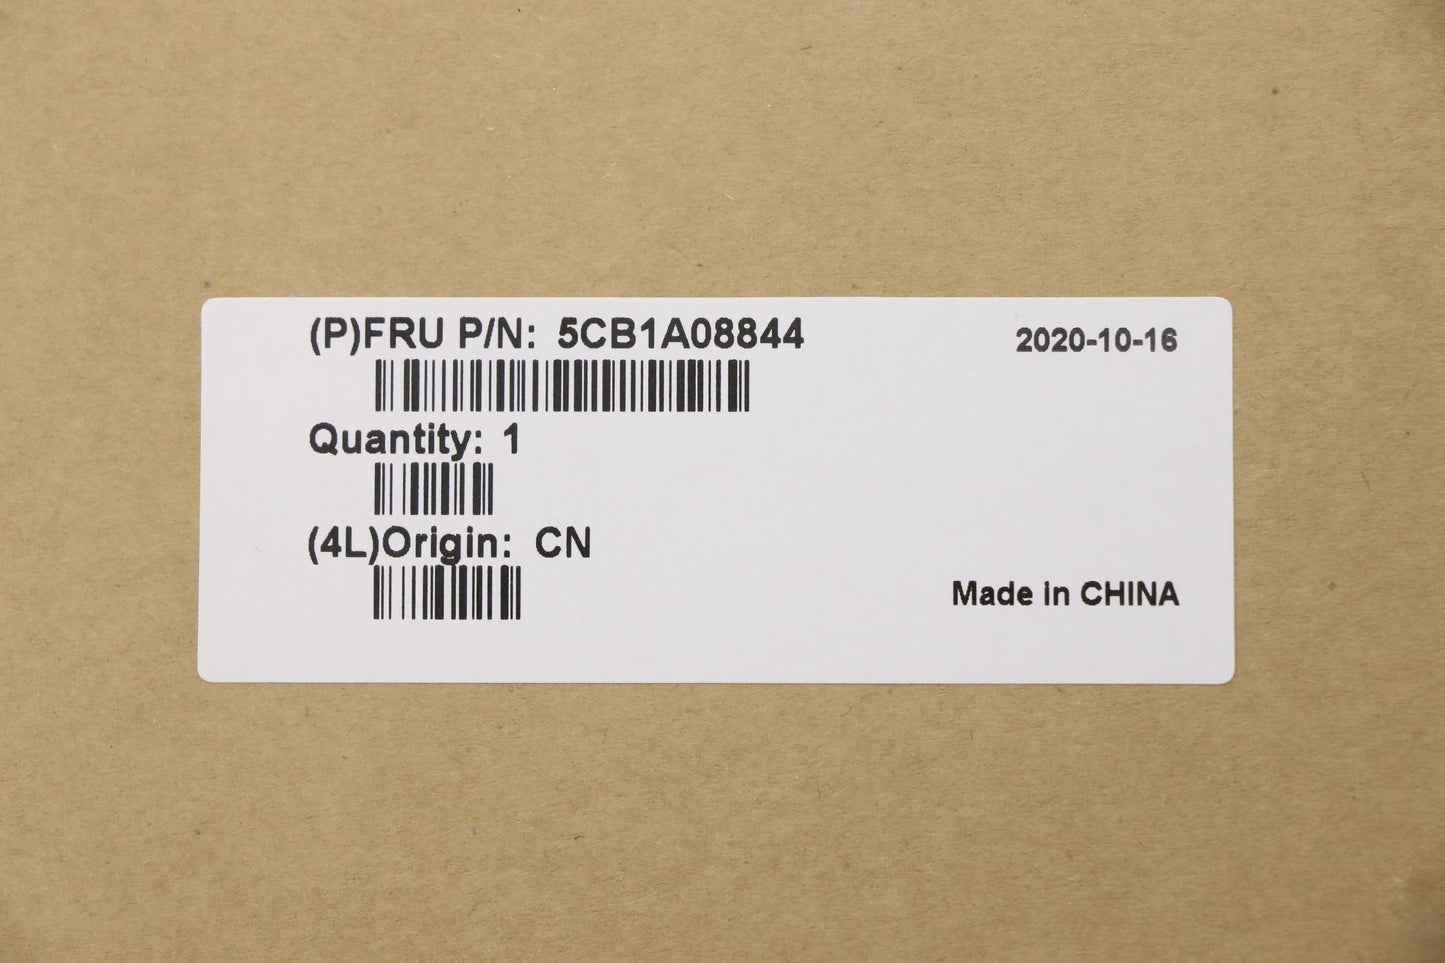 (P)FRU P/N: 5CB1A08844
2020-10-16
Quantity: 1
(4L)Origin: CN
Made in CHINA